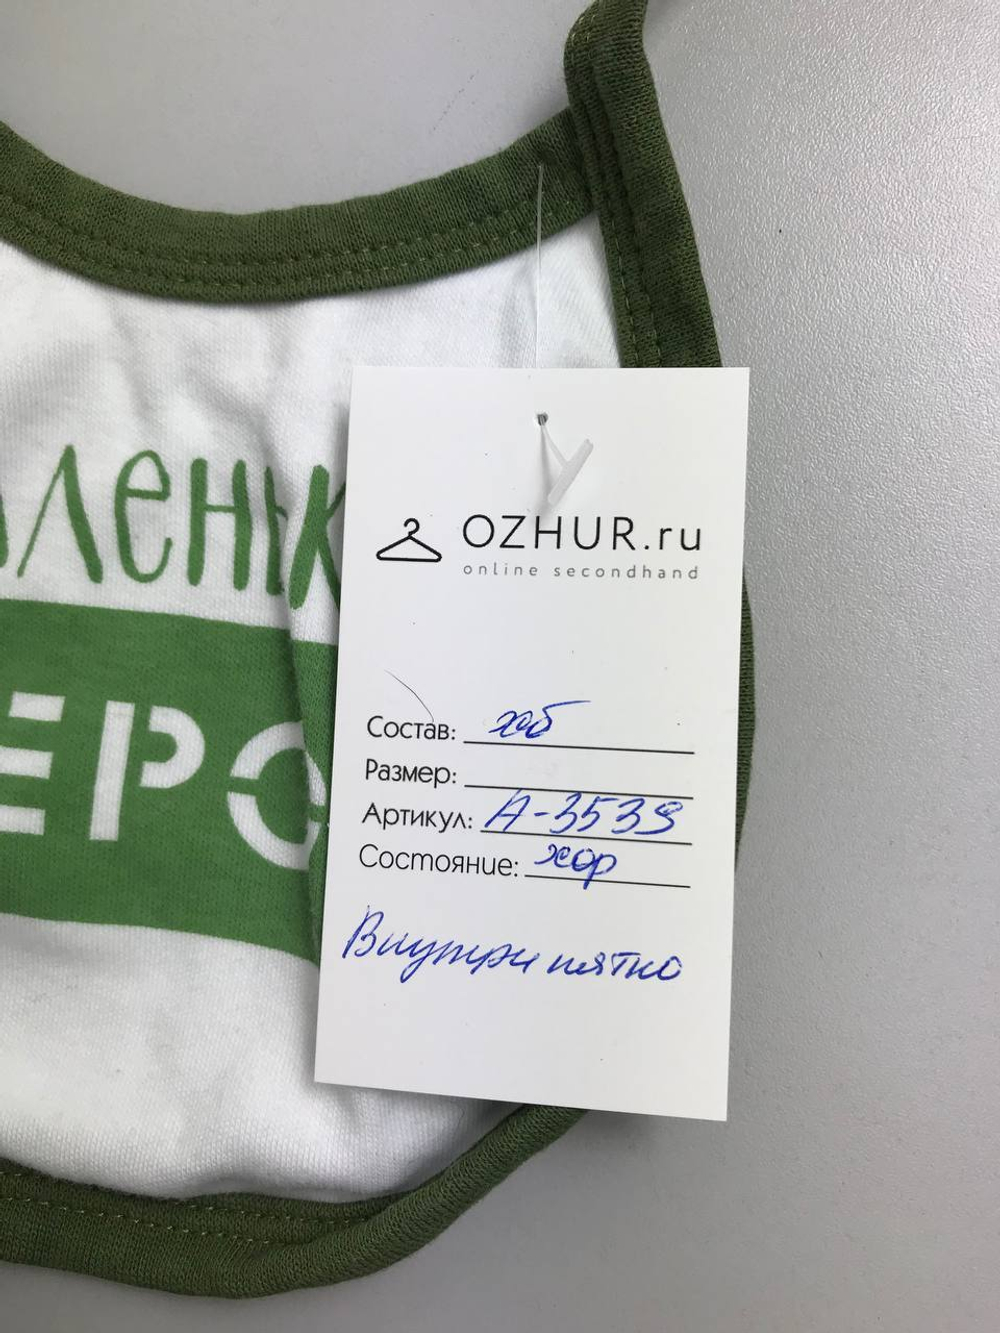 аленьк
ЕРО
OZHUR.ru
online secondhand
Состав: хб
Размер:
Артикул: А-3539
Состояние: хор
Внутри пятно